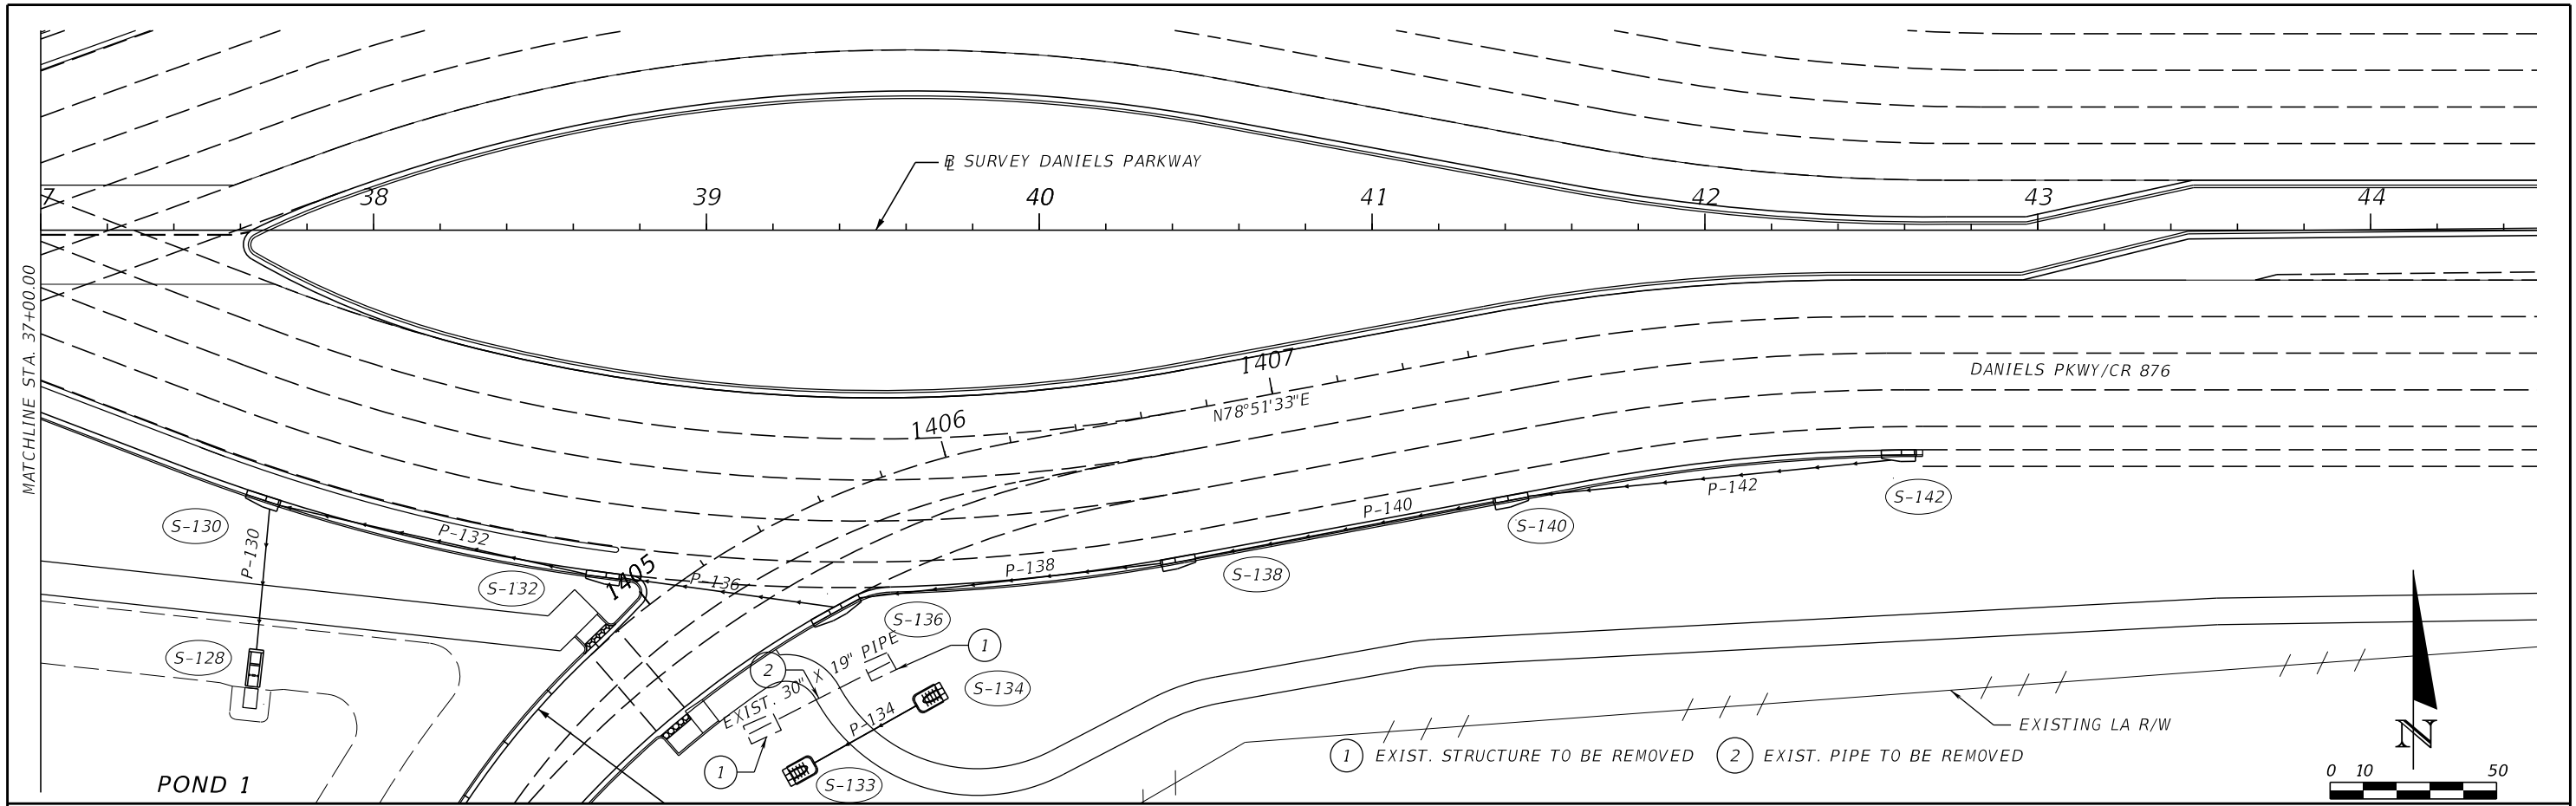 ℄ SURVEY DANIELS PARKWAY
7 38 39 40 41 42 43 44
MATCHLINE STA. 37+00.00
1407
N78°51'33"E
1406
1405
DANIELS PKWY/CR 876
P-142
S-142
P-140
S-140
P-138
S-138
P-136
S-136
P-132
S-132
S-130
P-130
S-128
EXIST. 30" X 19" PIPE
1
2
1
S-134
P-134
S-133
POND 1
EXISTING LA R/W
1 EXIST. STRUCTURE TO BE REMOVED
2 EXIST. PIPE TO BE REMOVED
N
0 10 50